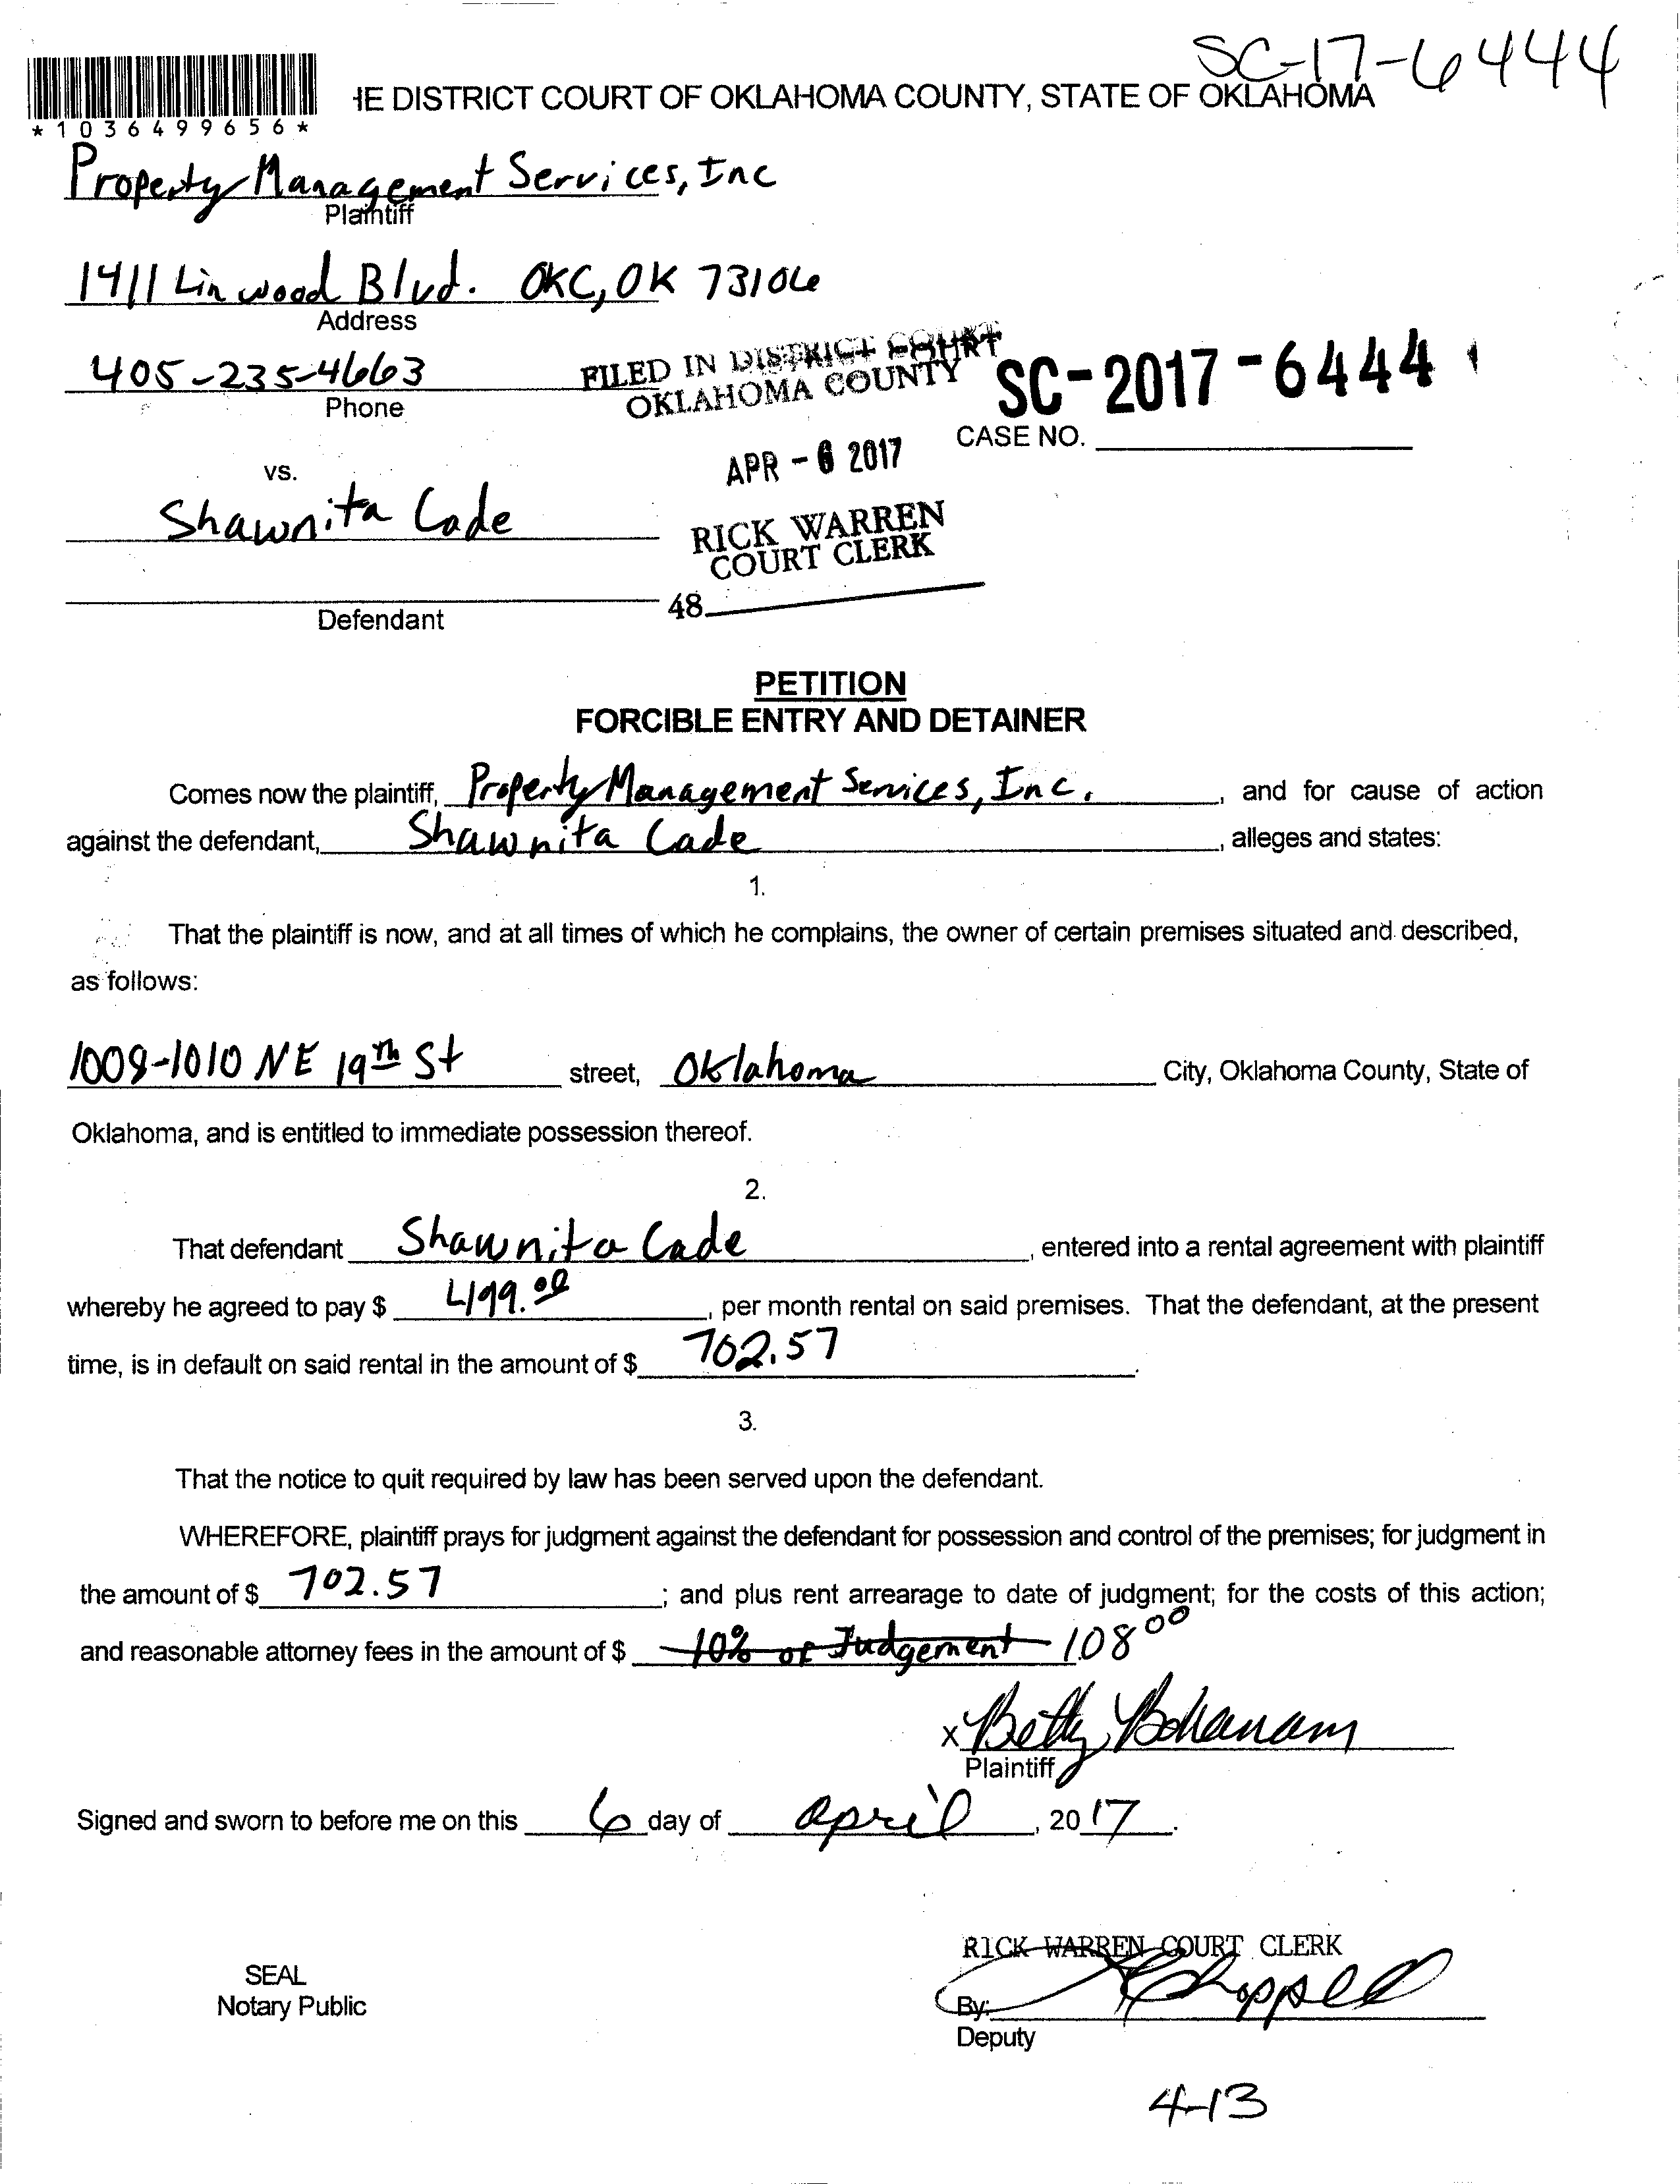 SC-17-6444
*1036499656*
HE DISTRICT COURT OF OKLAHOMA COUNTY, STATE OF OKLAHOMA
Property Management Services, Inc
Plaintiff
1411 Linwood Blvd. OKC, OK 73106
Address
405-235-4663
Phone
FILED IN DISTRICT COURT
OKLAHOMA COUNTY
SC-2017-6444
CASE NO.
APR - 6 2017
vs.
Shawnita Cade
RICK WARREN
COURT CLERK
48
Defendant
PETITION
FORCIBLE ENTRY AND DETAINER
Comes now the plaintiff, Property Management Services, Inc. , and for cause of action
against the defendant, Shawnita Cade , alleges and states:
1.
That the plaintiff is now, and at all times of which he complains, the owner of certain premises situated and described,
as follows:
1008-1010 NE 19th St street, Oklahoma City, Oklahoma County, State of
Oklahoma, and is entitled to immediate possession thereof.
2.
That defendant Shawnita Cade , entered into a rental agreement with plaintiff
whereby he agreed to pay $ 499.00 , per month rental on said premises. That the defendant, at the present
time, is in default on said rental in the amount of $ 702.57 .
3.
That the notice to quit required by law has been served upon the defendant.
WHEREFORE, plaintiff prays for judgment against the defendant for possession and control of the premises; for judgment in
the amount of $ 702.57 ; and plus rent arrearage to date of judgment; for the costs of this action;
and reasonable attorney fees in the amount of $ 10% of Judgement 108 00
x Betty Bohanam
Plaintiff
Signed and sworn to before me on this 6 day of april , 20 17 .
RICK WARREN COURT CLERK
SEAL
Notary Public
By: Chappell
Deputy
4-13